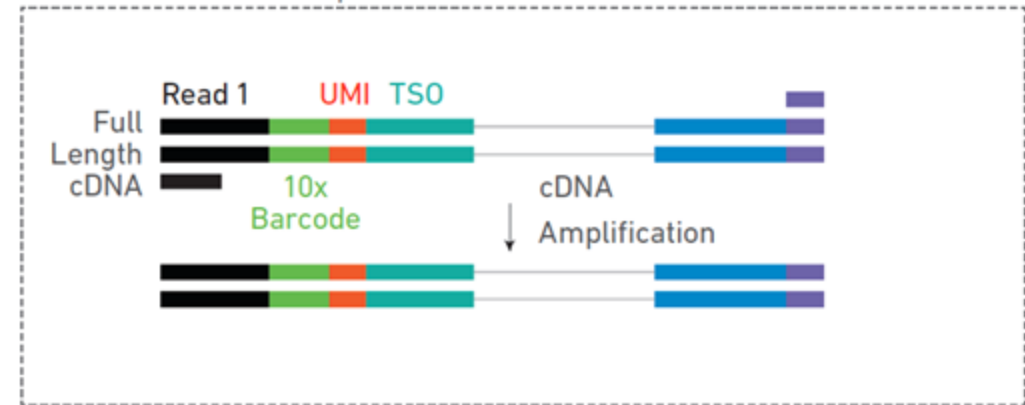 Read 1 UMI TSO
Full
Length
cDNA
10x
Barcode
cDNA
Amplification